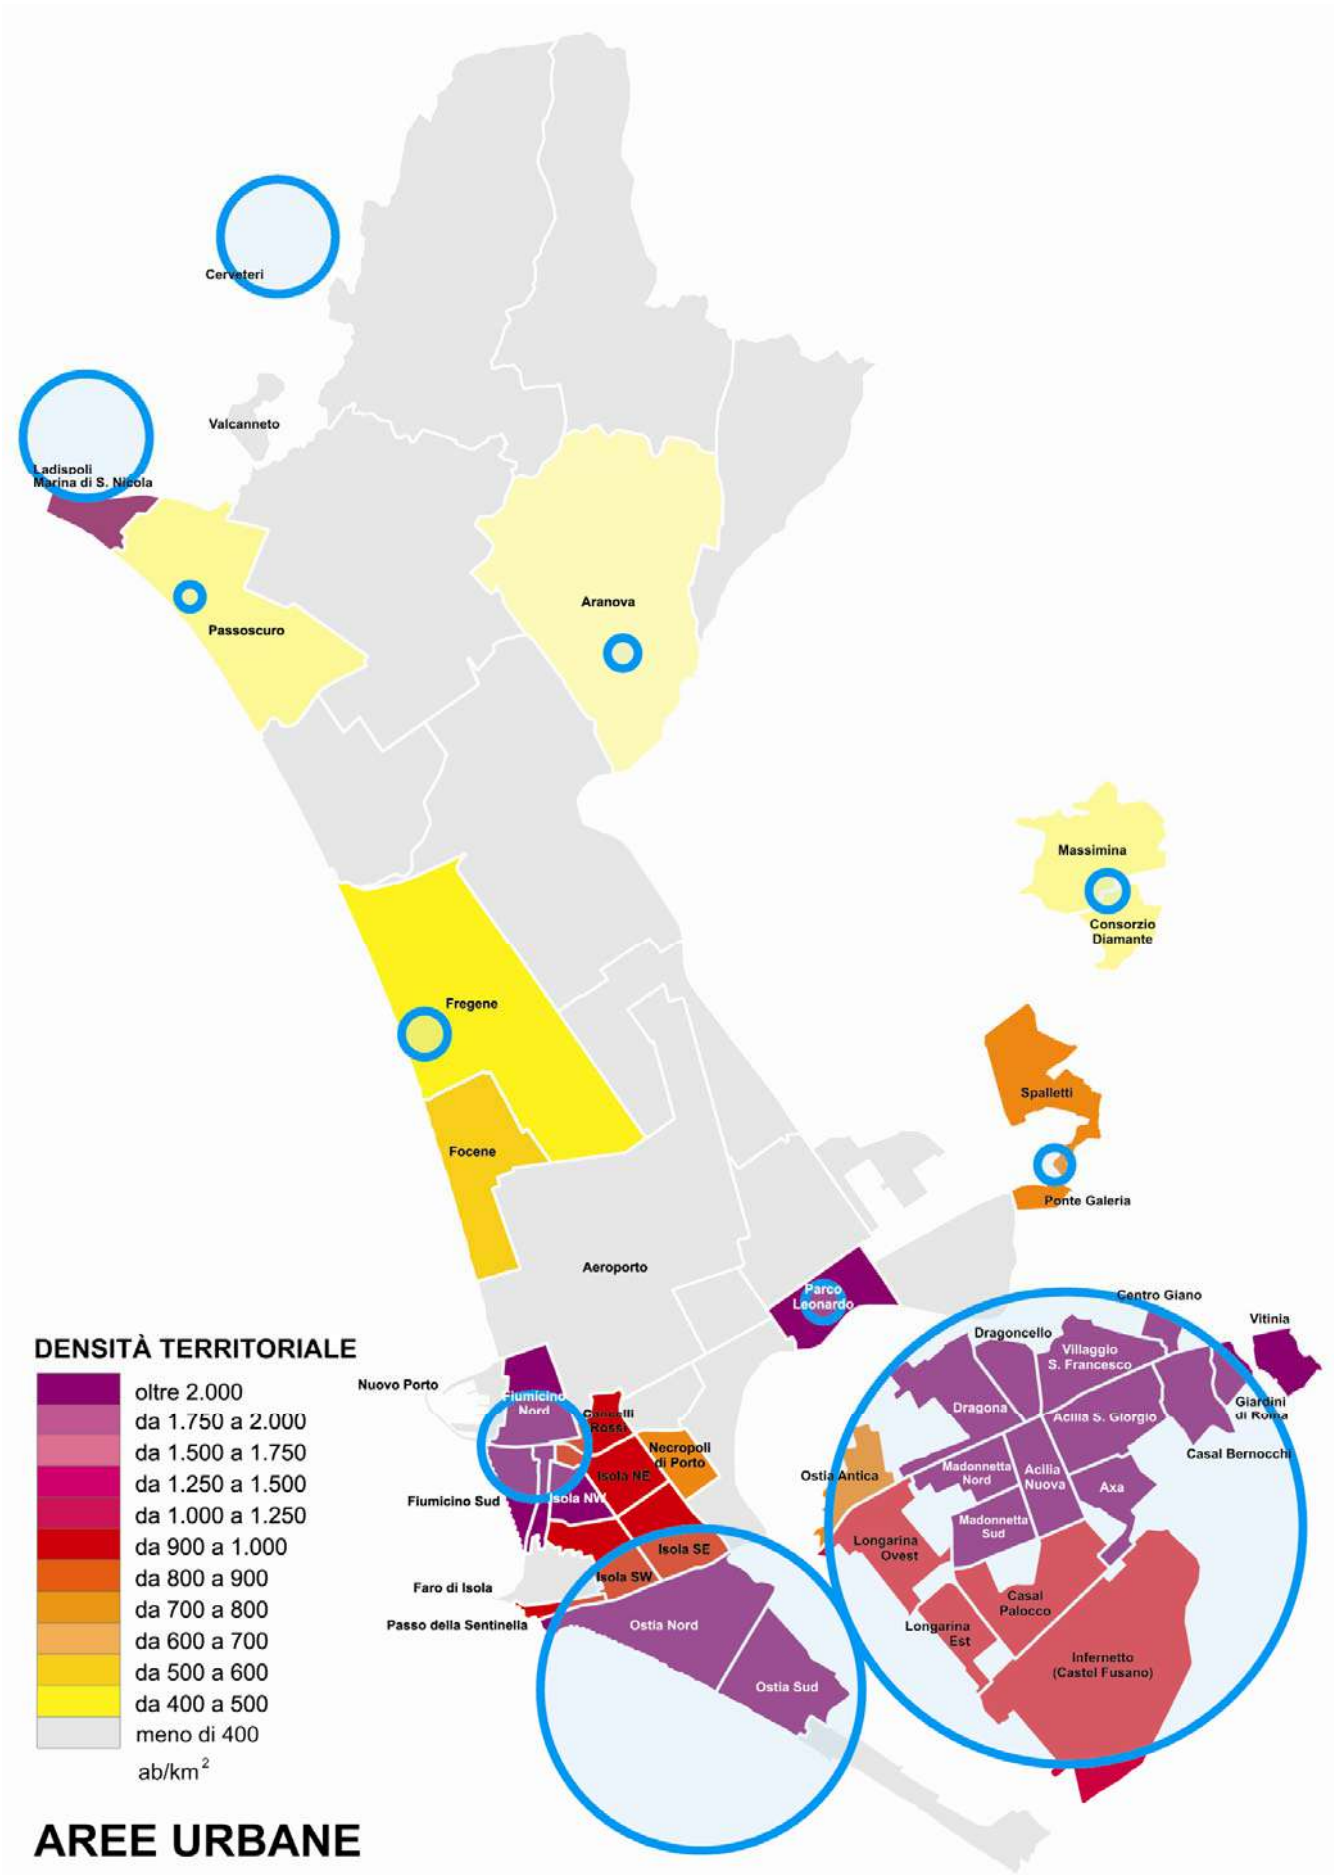 Cerveteri
Valcanneto
Ladispoli
Marina di S. Nicola
Passoscuro
Aranova
Massimina
Consorzio
Diamante
Fregene
Spalletti
Focene
Ponte Galeria
Aeroporto
Parco
Leonardo
Centro Giano
Vitinia
Dragoncello
Villaggio
S. Francesco
Giardini
di Roma
Dragona
Acilia S. Giorgio
Casal Bernocchi
Nuovo Porto
Fiumicino
Nord
Cancelli
Rossi
Necropoli
di Porto
Isola NE
Ostia Antica
Madonnetta
Nord
Acilia
Nuova
Axa
Fiumicino Sud
Isola NW
Madonnetta
Sud
Longarina
Ovest
Isola SE
Isola SW
Faro di Isola
Casal
Palocco
Passo della Sentinella
Ostia Nord
Longarina
Est
Infernetto
(Castel Fusano)
Ostia Sud
DENSITÀ TERRITORIALE
oltre 2.000
da 1.750 a 2.000
da 1.500 a 1.750
da 1.250 a 1.500
da 1.000 a 1.250
da 900 a 1.000
da 800 a 900
da 700 a 800
da 600 a 700
da 500 a 600
da 400 a 500
meno di 400
ab/km²
AREE URBANE